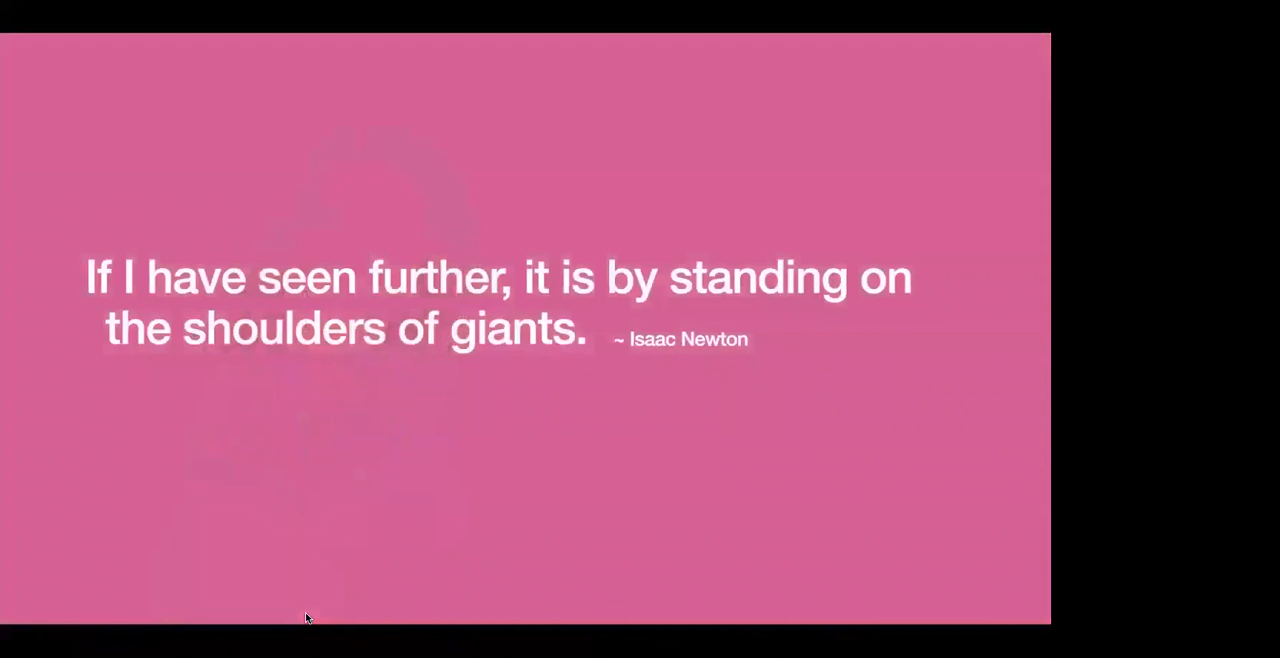 If I have seen further, it is by standing on
the shoulders of giants. ~ Isaac Newton